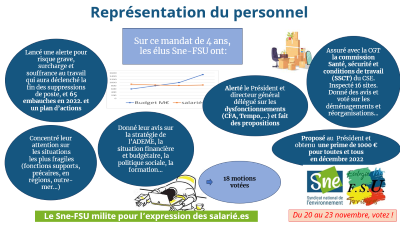 Représentation du personnel
Sur ce mandat de 4 ans,
les élus Sne-FSU ont:
Lancé une alerte pour
risque grave,
surcharge et
souffrance au travail
qui aura déclenché la
fin des suppressions
de poste, et 65
embauches en 2022. et
un plan d'actions
Budget M€
salarié
Alerté le Président et
directeur général
délégué sur les
dysfonctionnements
(CFA, Tempo,...) et fait
des propositions
Assuré avec la CGT
la commission
Santé, sécurité et
conditions de travail
(SSCT) du CSE.
Inspecté 16 sites.
Donné des avis et
voté sur les
déménagements et
réorganisations...
Concentré leur
attention sur
les situations
les plus fragiles
(fonctions supports,
précaires, en-
régions, outre-
mer...)
Donné leur avis sur
la stratégie de
l'ADEME, la situation
financière et
budgétaire, la
politique sociale, la
formation...
18 motions
votées
Proposé au Président et
obtenu une prime de 1000 €
pour toutes et tous
en décembre 2022
Sne
Syndicat national de
l'environnement
F.S.U
Le Sne-FSU milite pour l'expression des salarié.es
Du 20 au 23 novembre, votez !